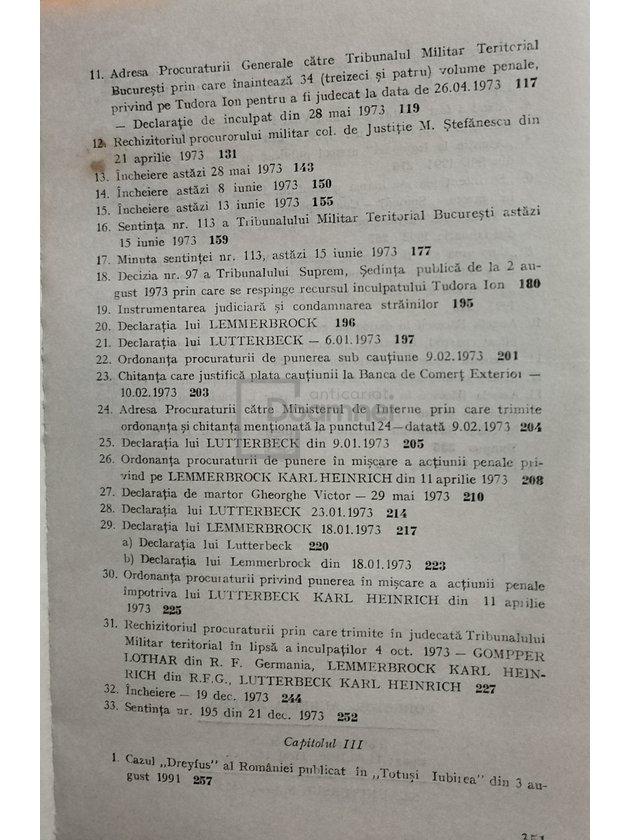 11. Adresa Procuraturii Generale către Tribunalul Militar Teritorial
București prin care înaintează 34 (treizeci și patru) volume penale,
privind pe Tudora Ion pentru a fi judecat la data de 26.04.1973 117
— Declarație de inculpat din 28 mai 1973 119
12. Rechizitoriul procurorului militar col. de Justiție M. Ștefănescu din
21 aprilie 1973 131
13. Încheiere astăzi 28 mai 1973 143
14. Încheiere astăzi 8 iunie 1973 150
15. Încheiere astăzi 13 iunie 1973 155
16. Sentința nr. 113 a Tribunalului Militar Teritorial București astăzi
15 iunie 1973 159
17. Minuta sentinței nr. 113, astăzi 15 iunie 1973 177
18. Decizia nr. 97 a Tribunalului Suprem, Ședința publică de la 2 au-
gust 1973 prin care se respinge recursul inculpatului Tudora Ion 180
19. Instrumentarea judiciară și condamnarea străinilor 195
20. Declarația lui LEMMERBROCK 196
21. Declarația lui LUTTERBECK — 6.01.1973 197
22. Ordonanța procuraturii de punerea sub cauțiune 9.02.1973 201
23. Chitanța care justifică plata cauțiunii la Banca de Comerț Exterior —
10.02.1973 203
24. Adresa Procuraturii către Ministerul de Interne prin care trimite
ordonanța și chitanța menționată la punctul 24 — datată 9.02.1973 204
25. Declarația lui LUTTERBECK din 9.01.1973 205
26. Ordonanța procuraturii de punere în mișcare a acțiunii penale pri-
vind pe LEMMERBROCK KARL HEINRICH din 11 aprilie 1973 208
27. Declarația de martor Gheorghe Victor — 29 mai 1973 210
28. Declarația lui LUTTERBECK 23.01.1973 214
29. Declarația lui LEMMERBROCK 18.01.1973 217
a) Declarația lui Lutterbeck 220
b) Declarația lui Lemmerbrock din 18.01.1973 223
30. Ordonanța procuraturii privind punerea în mișcare a acțiunii penale
împotriva lui LUTTERBECK KARL HEINRICH din 11 aprilie
1973 225
31. Rechizitoriul procuraturii prin care trimite în judecată Tribunalului
Militar teritorial în lipsă a inculpaților 4 oct. 1973 — GOMPPER
LOTHAR din R. F. Germania, LEMMERBROCK KARL HEIN-
RICH din R.F.G., LUTTERBECK KARL HEINRICH 227
32. Încheiere — 19 dec. 1973 244
33. Sentința nr. 195 din 21 dec. 1973 252
Capitolul III
1. Cazul „Dreyfus” al României publicat în „Totuși Iubirea” din 3 au-
gust 1991 257
351
anticariat
Doamnei